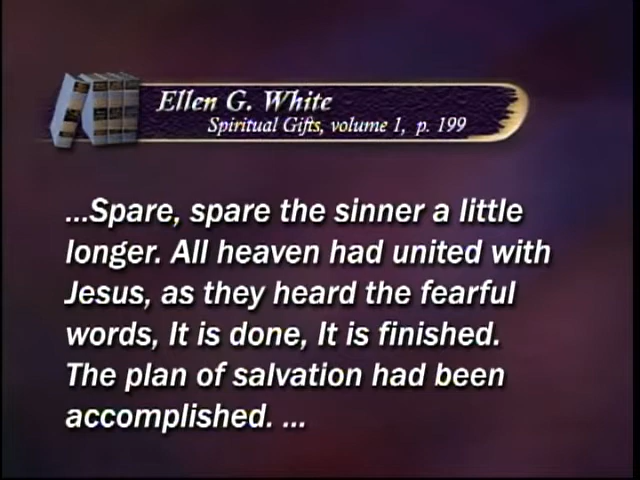 Ellen G. White
Spiritual Gifts, volume 1, p. 199
...Spare, spare the sinner a little
longer. All heaven had united with
Jesus, as they heard the fearful
words, It is done, It is finished.
The plan of salvation had been
accomplished. ...